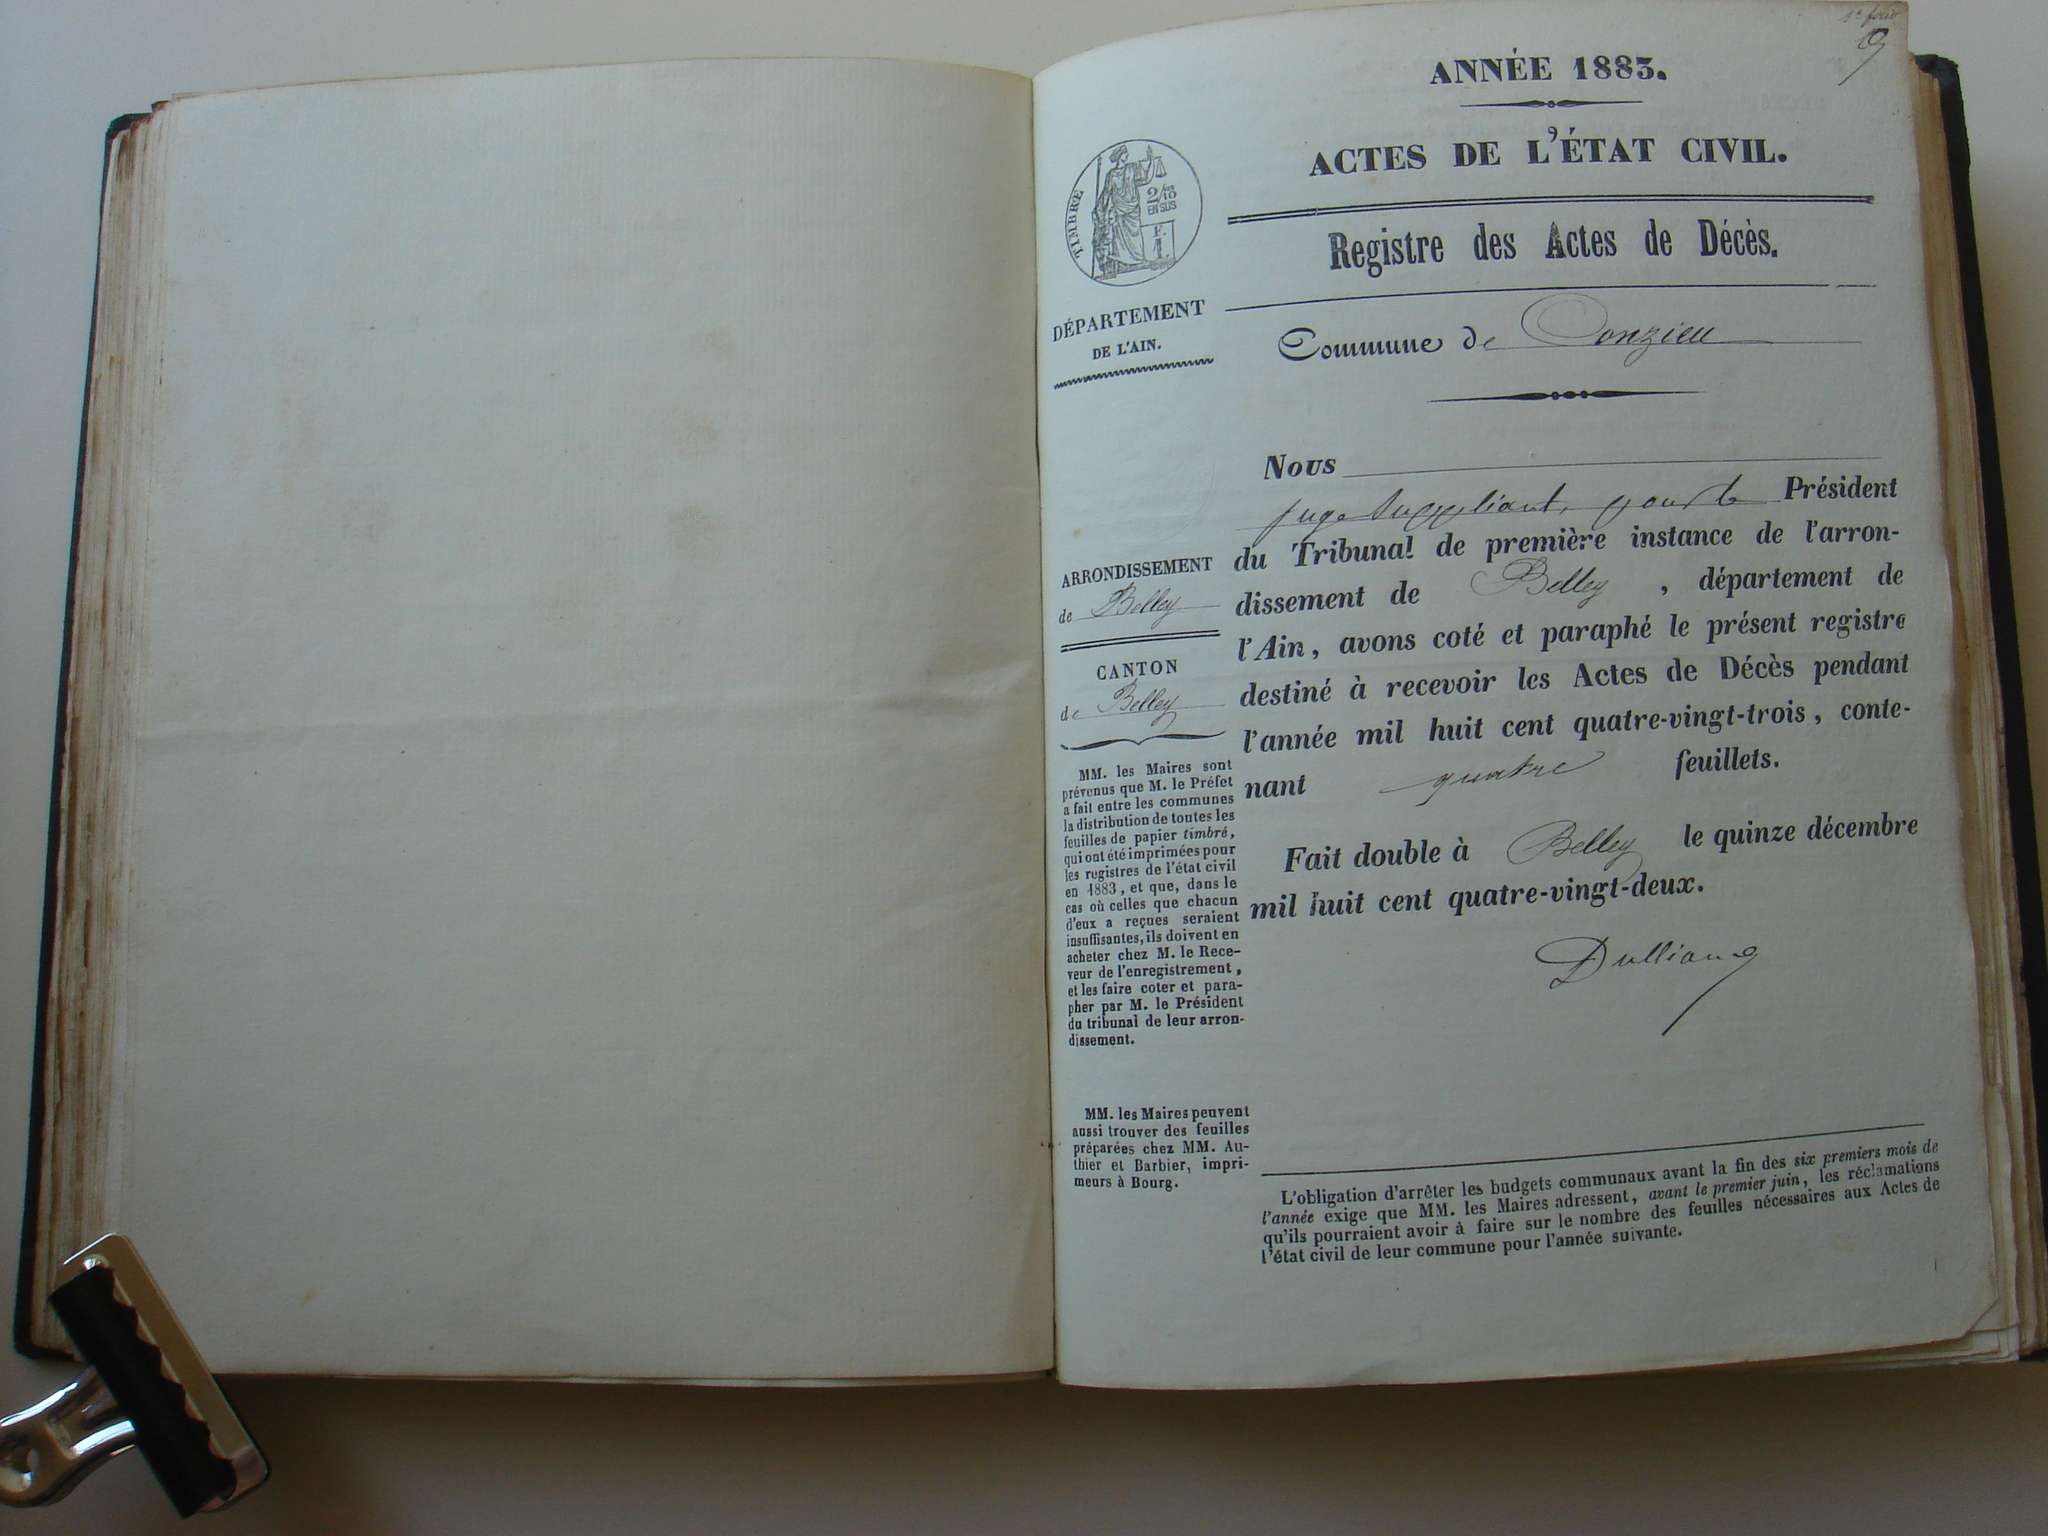 1er
ANNÉE 1883.
ACTES DE L'ÉTAT CIVIL.
TIMBRE
2/10
EN SUS
F.
1.
Registre des Actes de Décès.
DÉPARTEMENT
DE L'AIN.
Commune de Conzieu
Nous
juge suppléant, pour le Président
du Tribunal de première instance de l'arron-
dissement de Belley, département de
l'Ain, avons coté et paraphé le présent registre
destiné à recevoir les Actes de Décès pendant
l'année mil huit cent quatre-vingt-trois, conte-
nant quatre feuillets.
Fait double à Belley le quinze décembre
mil huit cent quatre-vingt-deux.
ARRONDISSEMENT
de Belley
CANTON
de Belley
MM. les Maires sont
prévenus que M. le Préfet
a fait entre les communes
la distribution de toutes les
feuilles de papier timbré,
qui ont été imprimées pour
les registres de l'état civil
en 1883, et que, dans le
cas où celles que chacun
d'eux a reçues seraient
insuffisantes, ils doivent en
acheter chez M. le Rece-
veur de l'enregistrement,
et les faire coter et para-
pher par M. le Président
du tribunal de leur arron-
dissement.
MM. les Maires peuvent
aussi trouver des feuilles
préparées chez MM. Au-
thier et Barbier, impri-
meurs à Bourg.
L'obligation d'arrêter les budgets communaux avant la fin des six premiers mois de
l'année exige que MM. les Maires adressent, avant le premier juin, les réclamations
qu'ils pourraient avoir à faire sur le nombre des feuilles nécessaires aux Actes de
l'état civil de leur commune pour l'année suivante.